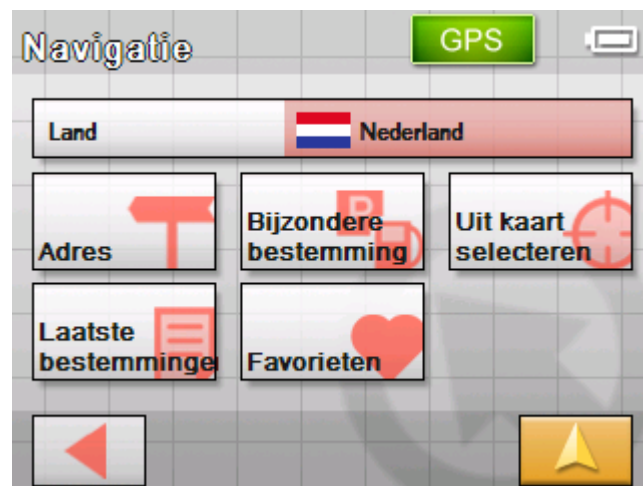 Navigatie
GPS
Land
Nederland
Adres
Bijzondere
bestemming
Uit kaart
selecteren
Laatste
bestemminge
Favorieten